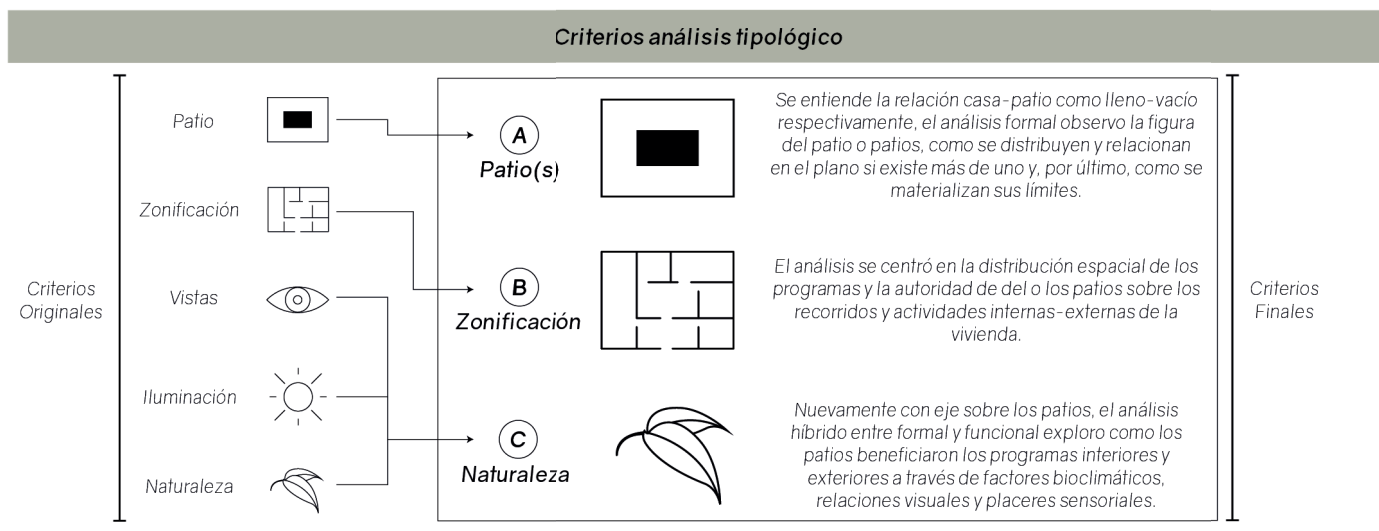 Criterios análisis tipológico
Criterios
Originales
Patio
Zonificación
Vistas
Iluminación
Naturaleza
A
Patio(s)
Se entiende la relación casa-patio como lleno-vacío
respectivamente, el análisis formal observo la figura
del patio o patios, como se distribuyen y relacionan
en el plano si existe más de uno y, por último, como se
materializan sus límites.
B
Zonificación
El análisis se centró en la distribución espacial de los
programas y la autoridad de del o los patios sobre los
recorridos y actividades internas-externas de la
vivienda.
C
Naturaleza
Nuevamente con eje sobre los patios, el análisis
híbrido entre formal y funcional exploro como los
patios beneficiaron los programas interiores y
exteriores a través de factores bioclimáticos,
relaciones visuales y placeres sensoriales.
Criterios
Finales